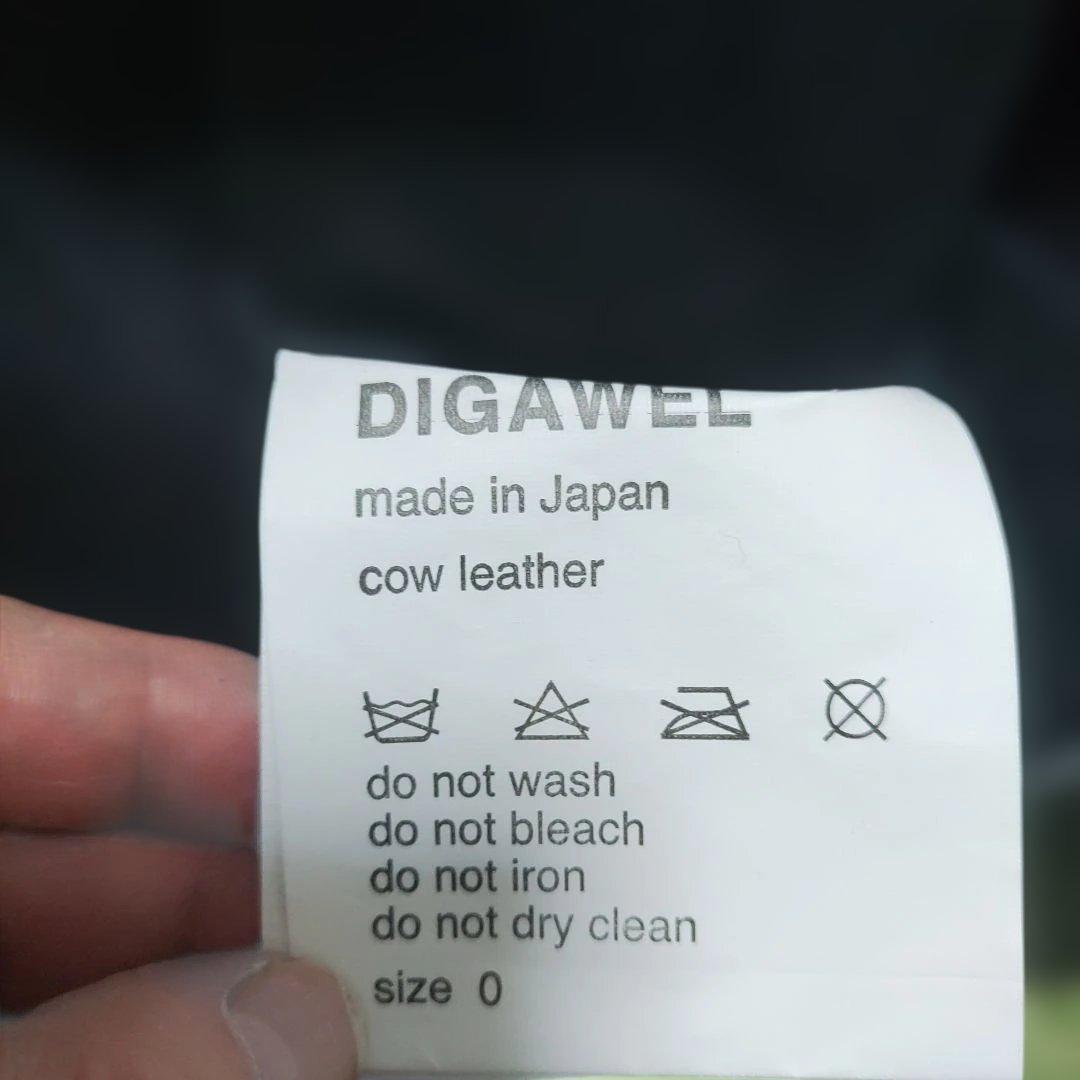 DIGAWEL
made in Japan
cow leather
do not wash
do not bleach
do not iron
do not dry clean
size 0